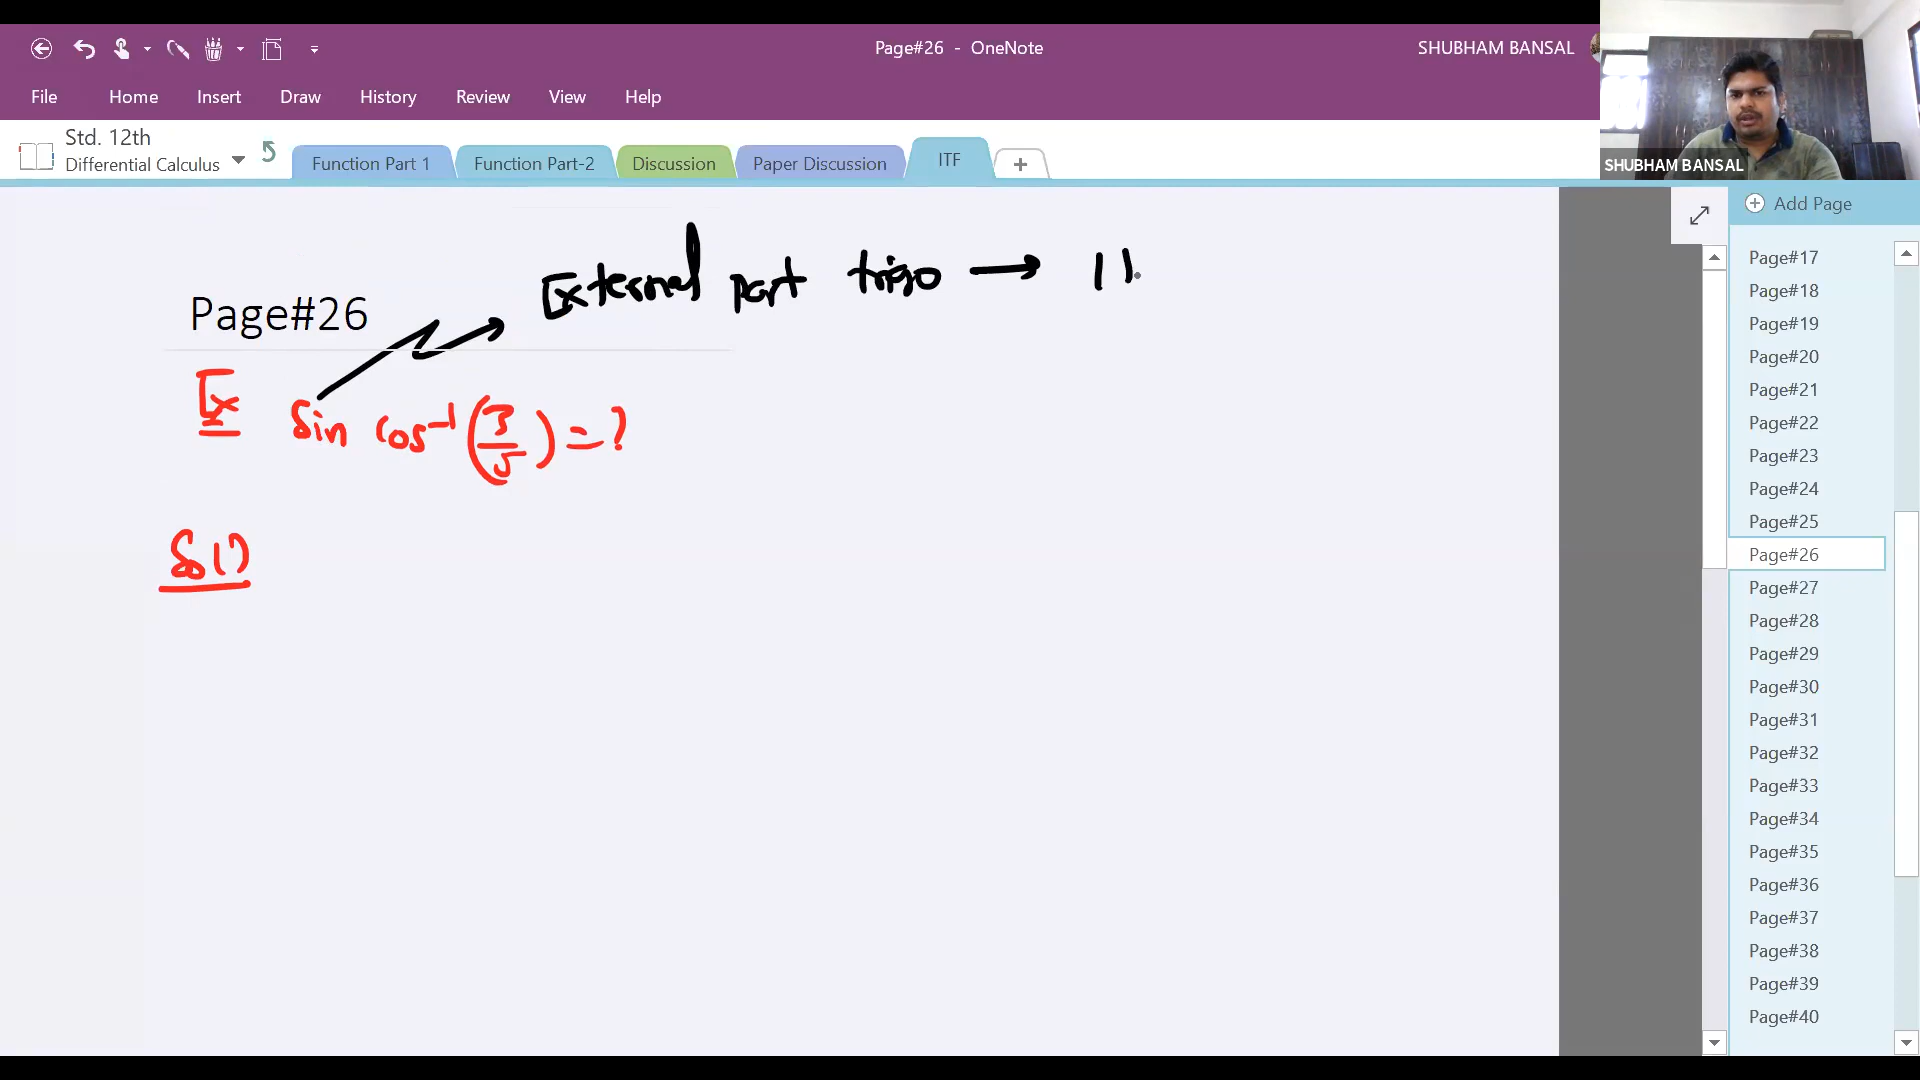 Page#26 - OneNote
SHUBHAM BANSAL
File Home Insert Draw History Review View Help
Std. 12th
Differential Calculus
Function Part 1
Function Part-2
Discussion
Paper Discussion
ITF
SHUBHAM BANSAL
Add Page
External part trigo → 11
Page#26
Ex sin cos⁻¹(3/5) = ?
Sol)
Page#17
Page#18
Page#19
Page#20
Page#21
Page#22
Page#23
Page#24
Page#25
Page#26
Page#27
Page#28
Page#29
Page#30
Page#31
Page#32
Page#33
Page#34
Page#35
Page#36
Page#37
Page#38
Page#39
Page#40